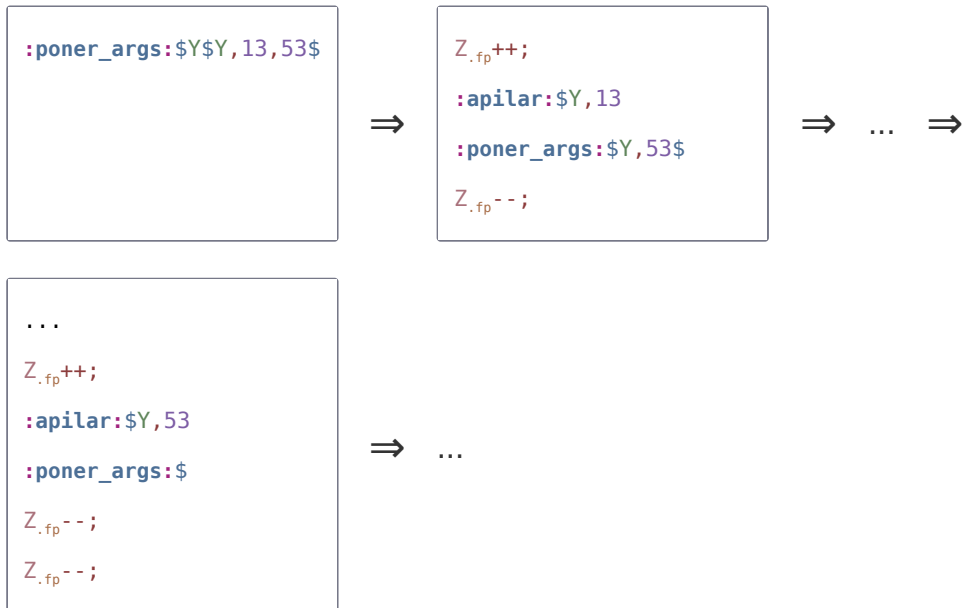 :poner_args:$Y$Y,13,53$
⇒
Z.fp++;
:apilar:$Y,13
:poner_args:$Y,53$
Z.fp--;
⇒ ... ⇒
...
Z.fp++;
:apilar:$Y,53
:poner_args:$
Z.fp--;
Z.fp--;
⇒ ...